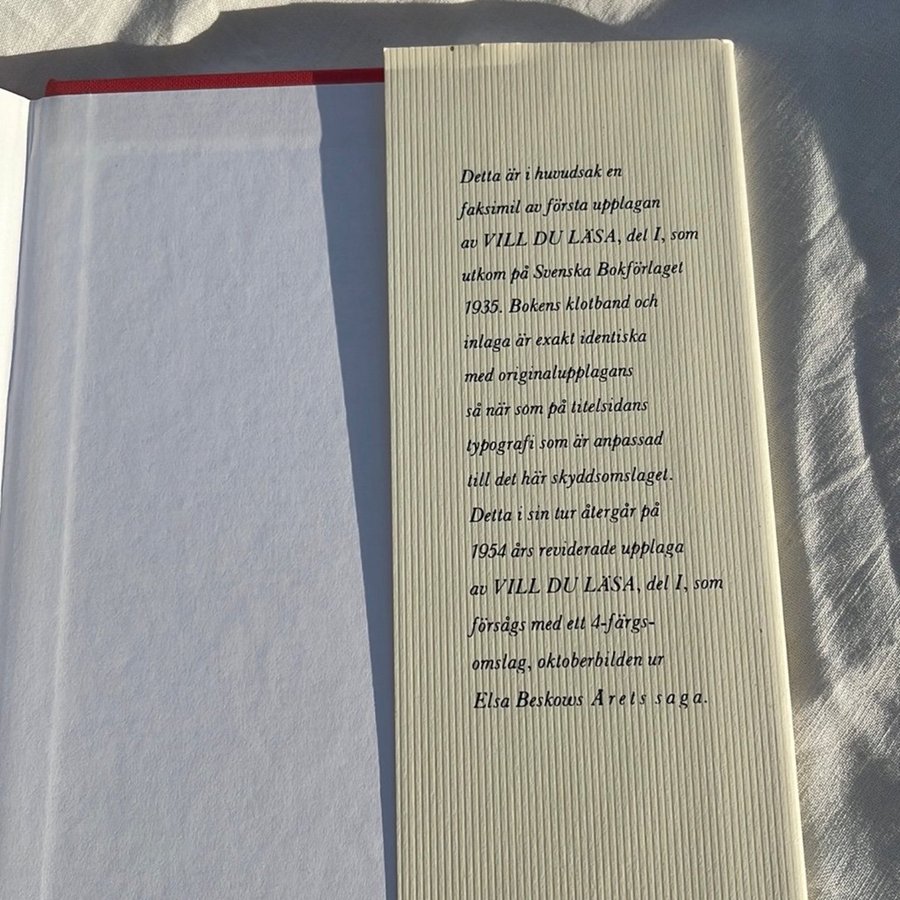 Detta är i huvudsak en
faksimil av första upplagan
av VILL DU LÄSA, del I, som
utkom på Svenska Bokförlaget
1935. Bokens klotband och
inlaga är exakt identiska
med originalupplagans
så när som på titelsidans
typografi som är anpassad
till det här skyddsomslaget.
Detta i sin tur återgår på
1954 års reviderade upplaga
av VILL DU LÄSA, del I, som
försågs med ett 4-färgs-
omslag, oktoberbilden ur
Elsa Beskows Årets saga.